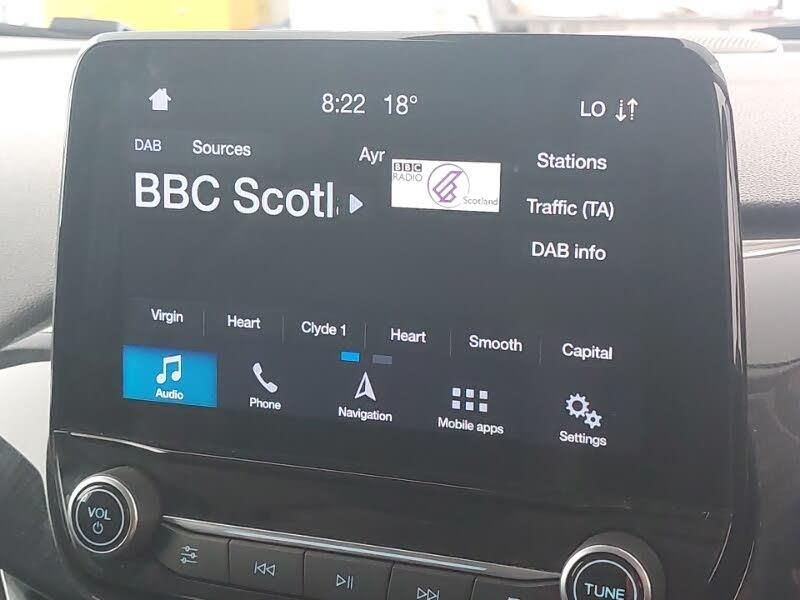 8:22 18° LO
DAB Sources Ayr
BBC Scotl
BBC
RADIO
Scotland
Stations
Traffic (TA)
DAB info
Virgin Heart Clyde 1 Heart Smooth Capital
Audio Phone Navigation Mobile apps Settings
VOL
TUNE